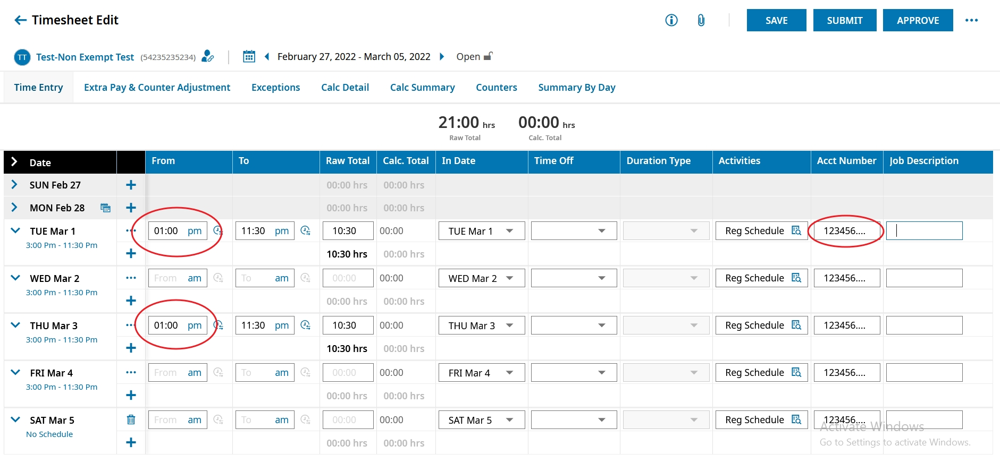 Timesheet Edit
SAVE SUBMIT APPROVE
TT Test-Non Exempt Test (54235235234) February 27, 2022 - March 05, 2022 Open
Time Entry Extra Pay & Counter Adjustment Exceptions Calc Detail Calc Summary Counters Summary By Day
21:00 hrs 00:00 hrs
Raw Total Calc. Total
Date From To Raw Total Calc. Total In Date Time Off Duration Type Activities Acct Number Job Description
SUN Feb 27 00:00 hrs 00:00 hrs
MON Feb 28 00:00 hrs 00:00 hrs
TUE Mar 1 01:00 pm 11:30 pm 10:30 00:00 TUE Mar 1 Reg Schedule 123456....
3:00 Pm - 11:30 Pm
10:30 hrs 00:00 hrs
WED Mar 2 From am To am 00:00 00:00 WED Mar 2 Reg Schedule 123456....
3:00 Pm - 11:30 Pm
00:00 hrs 00:00 hrs
THU Mar 3 01:00 pm 11:30 pm 10:30 00:00 THU Mar 3 Reg Schedule 123456....
3:00 Pm - 11:30 Pm
10:30 hrs 00:00 hrs
FRI Mar 4 From am To am 00:00 00:00 FRI Mar 4 Reg Schedule 123456....
3:00 Pm - 11:30 Pm
00:00 hrs 00:00 hrs
SAT Mar 5 From am To am 00:00 00:00 SAT Mar 5 Reg Schedule 123456....
No Schedule
00:00 hrs 00:00 hrs
Activate Windows
Go to Settings to activate Windows.